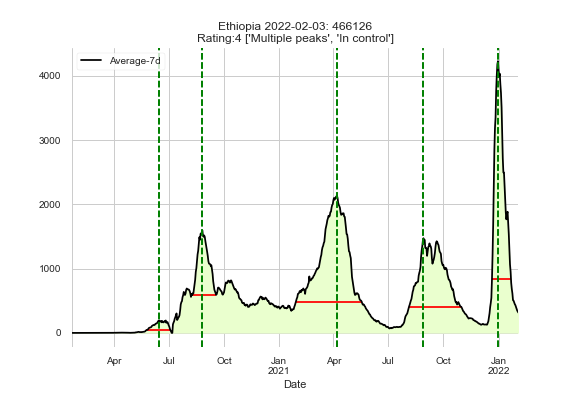 Ethiopia 2022-02-03: 466126
Rating:4 ['Multiple peaks', 'In control']
Average-7d
4000
3000
2000
1000
0
Apr Jul Oct Jan Apr Jul Oct Jan
2021 2022
Date